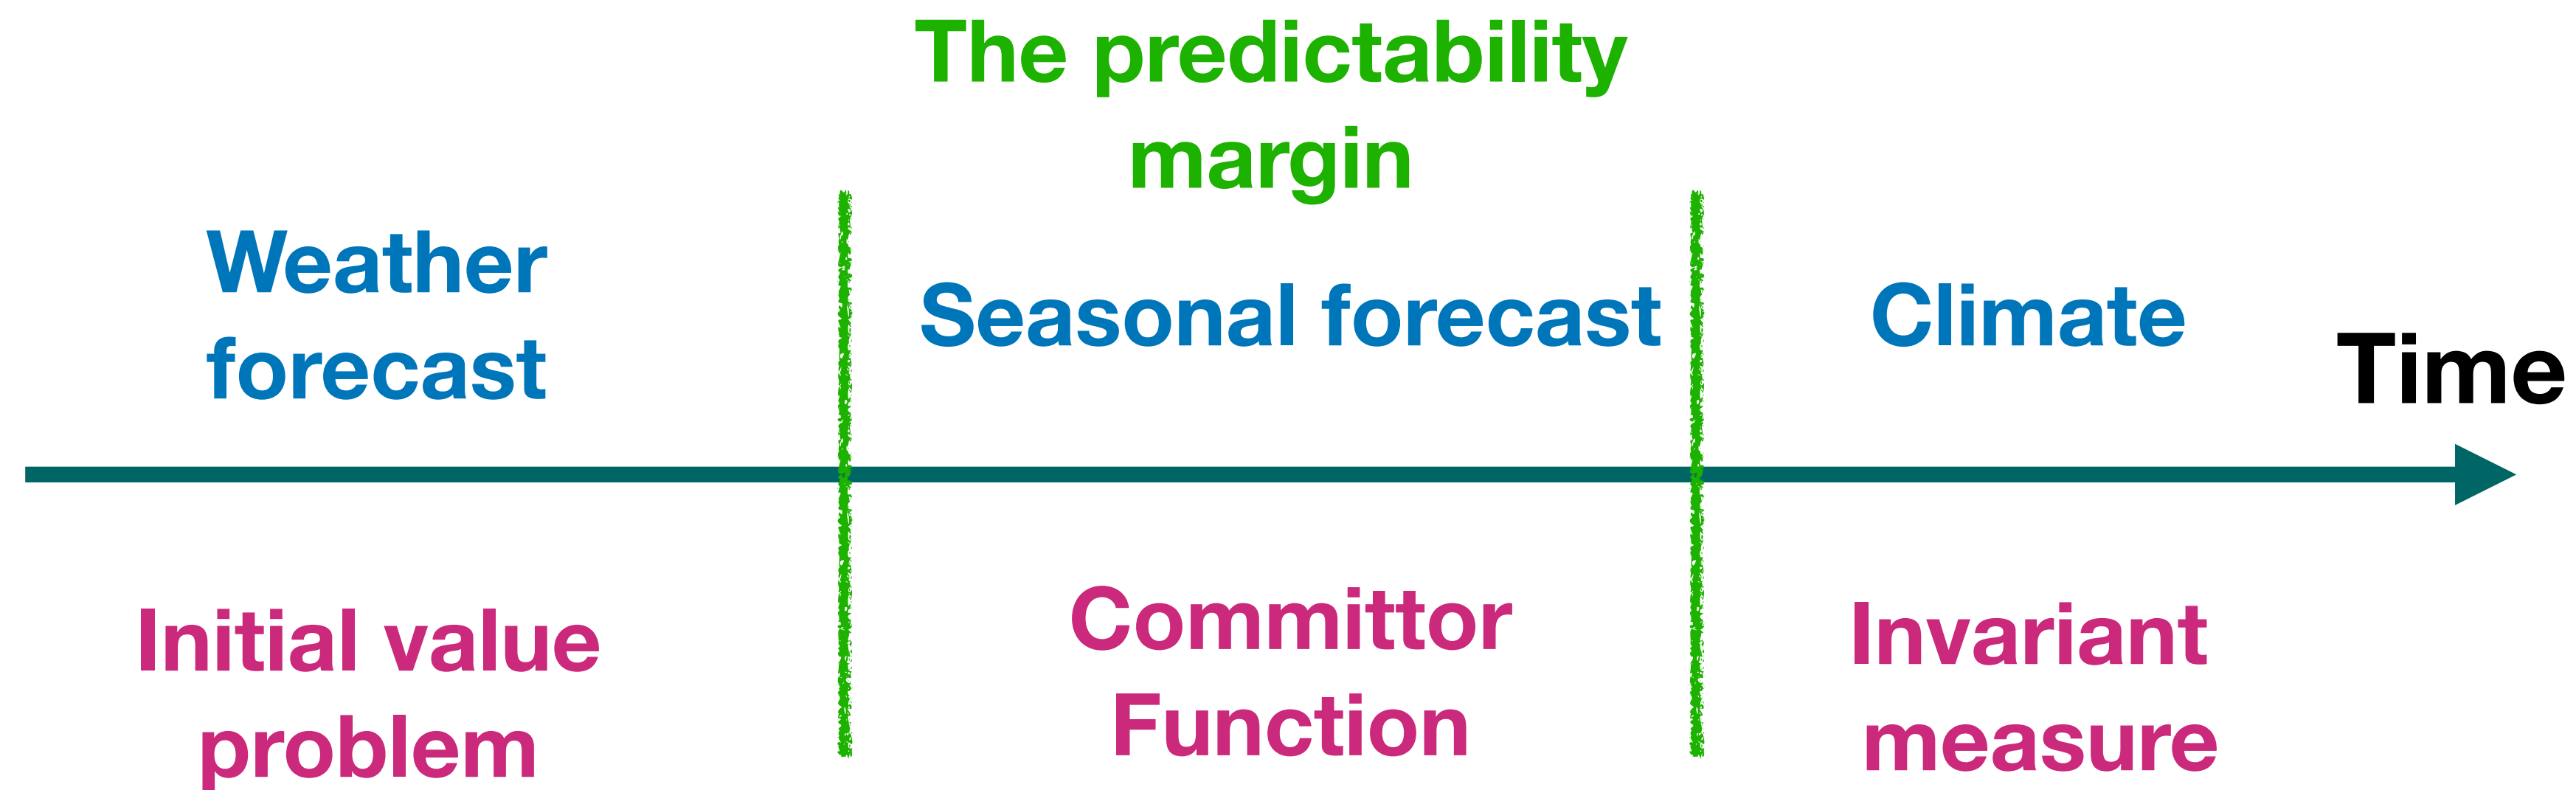 The predictability
margin
Weather
forecast
Seasonal forecast
Climate
Time
Initial value
problem
Committor
Function
Invariant
measure